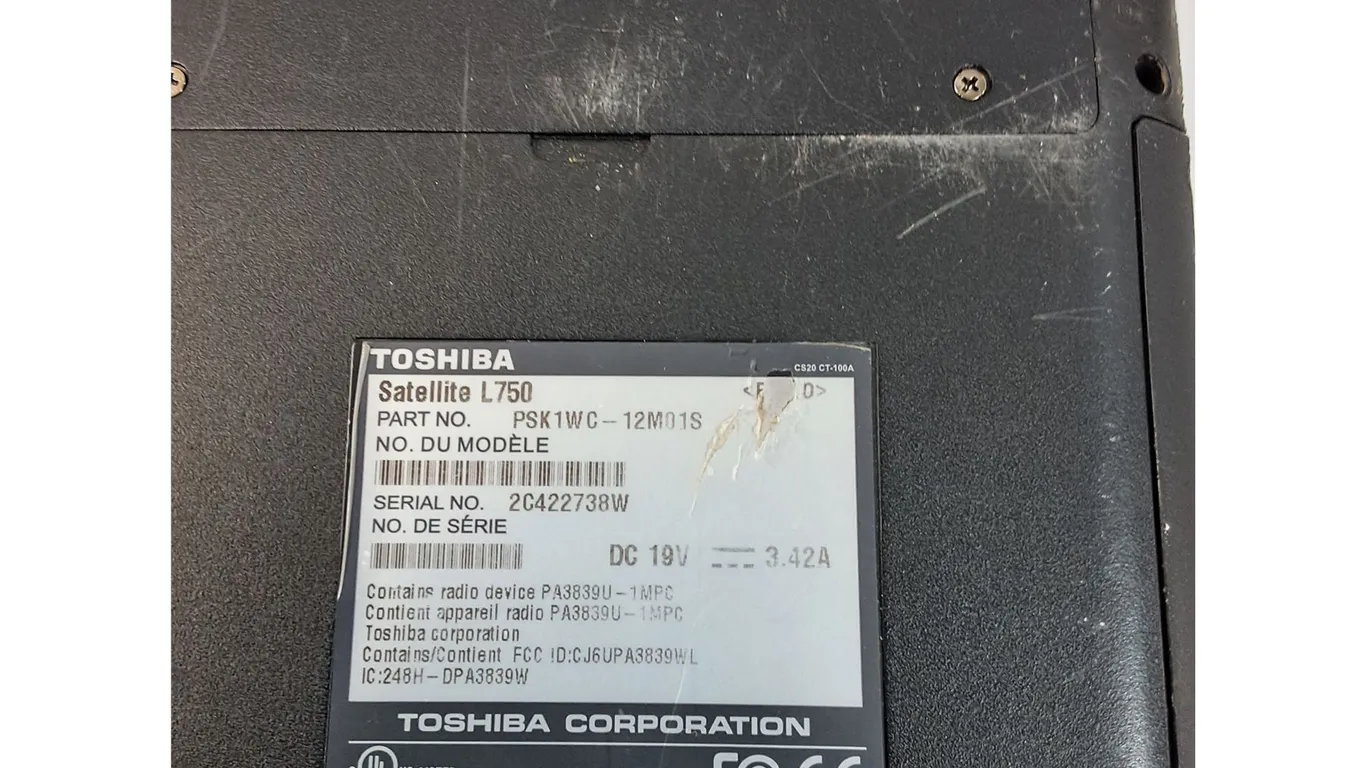 TOSHIBA
CS20 CT-100A
Satellite L750
PART NO. PSK1WC-12M01S
NO. DU MODÈLE
SERIAL NO. 2C422738W
NO. DE SÉRIE
DC 19V 3.42A
Contains radio device PA3839U-1MPC
Contient appareil radio PA3839U-1MPC
Toshiba corporation
Contains/Contient FCC ID:CJ6UPA3839WL
IC:248H-DPA3839W
TOSHIBA CORPORATION
UL